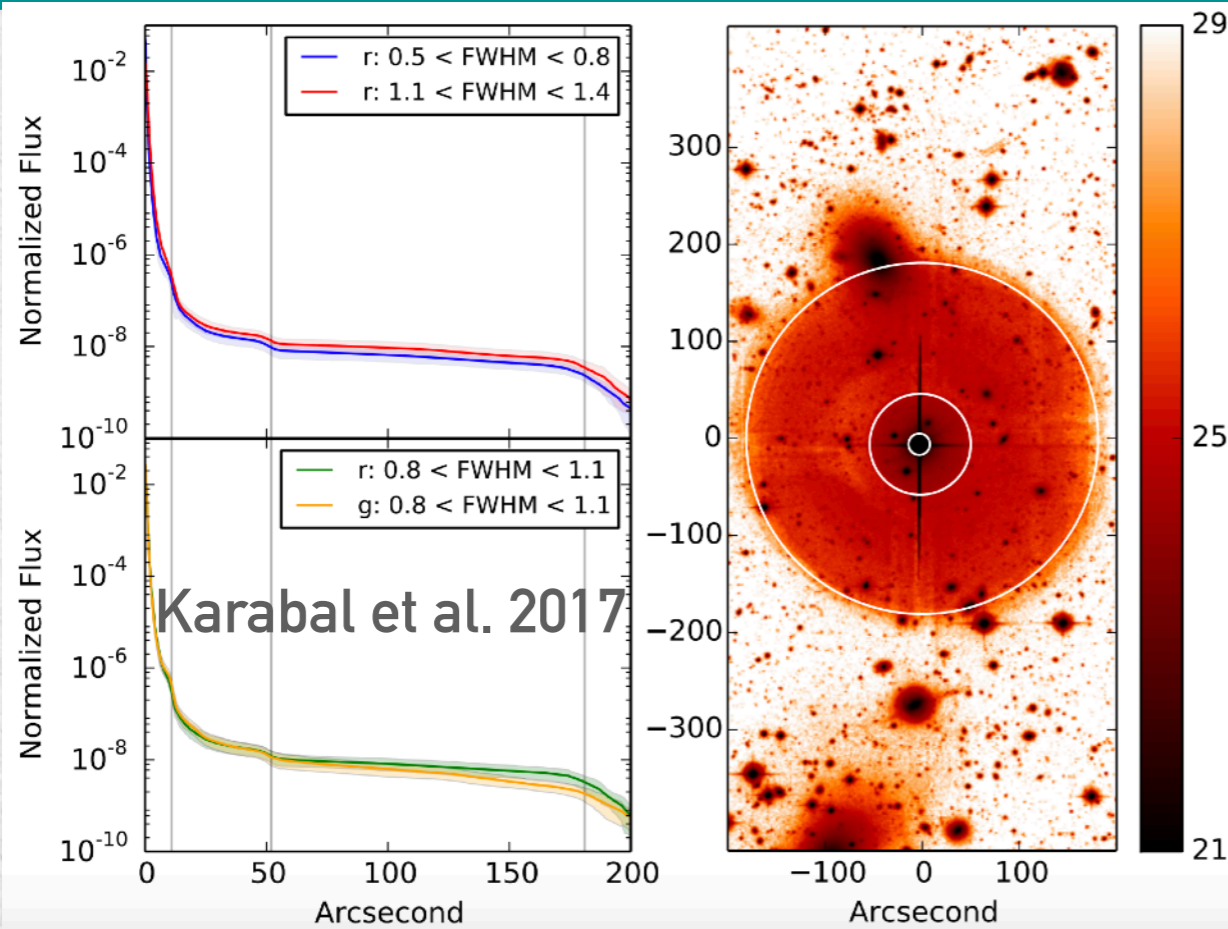 10^-2
10^-4
10^-6
10^-8
10^-10
Normalized Flux
r: 0.5 < FWHM < 0.8
r: 1.1 < FWHM < 1.4
10^-2
10^-4
10^-6
10^-8
10^-10
Normalized Flux
r: 0.8 < FWHM < 1.1
g: 0.8 < FWHM < 1.1
Karabal et al. 2017
0 50 100 150 200
Arcsecond
300
200
100
0
−100
−200
−300
−100 0 100
Arcsecond
29
25
21